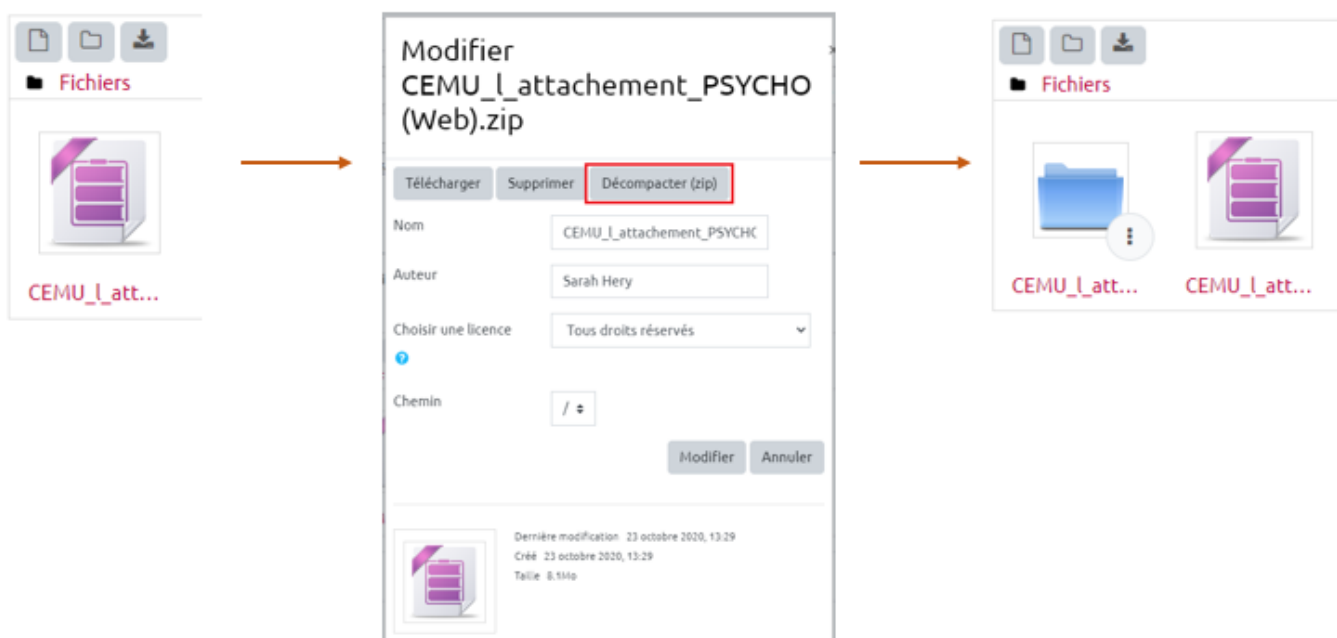 Fichiers
CEMU_l_att...
Modifier
CEMU_l_attachement_PSYCHO
(Web).zip
Télécharger Supprimer Décompacter (zip)
Nom CEMU_l_attachement_PSYCHC
Auteur Sarah Hery
Choisir une licence Tous droits réservés
Chemin /
Modifier Annuler
Dernière modification 23 octobre 2020, 13:29
Créé 23 octobre 2020, 13:29
Taille 8.1Mo
Fichiers
CEMU_l_att... CEMU_l_att...